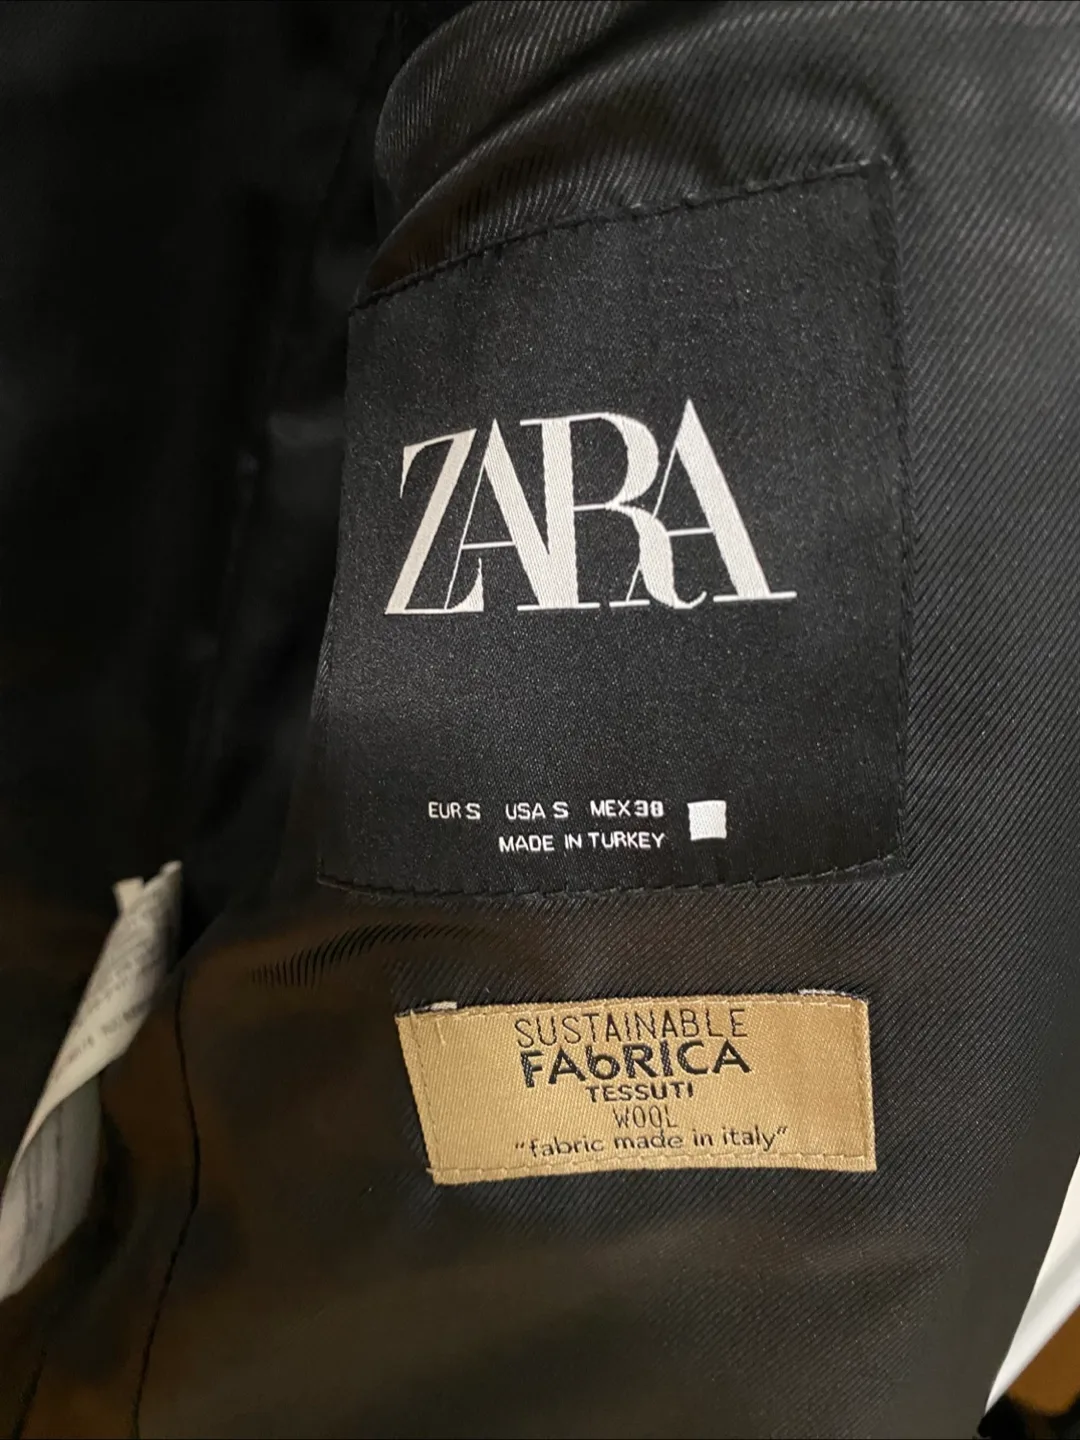 ZARA
EUR S USA S MEX 38
MADE IN TURKEY
SUSTAINABLE
FAbRICA
TESSUTI
WOOL
"fabric made in italy"